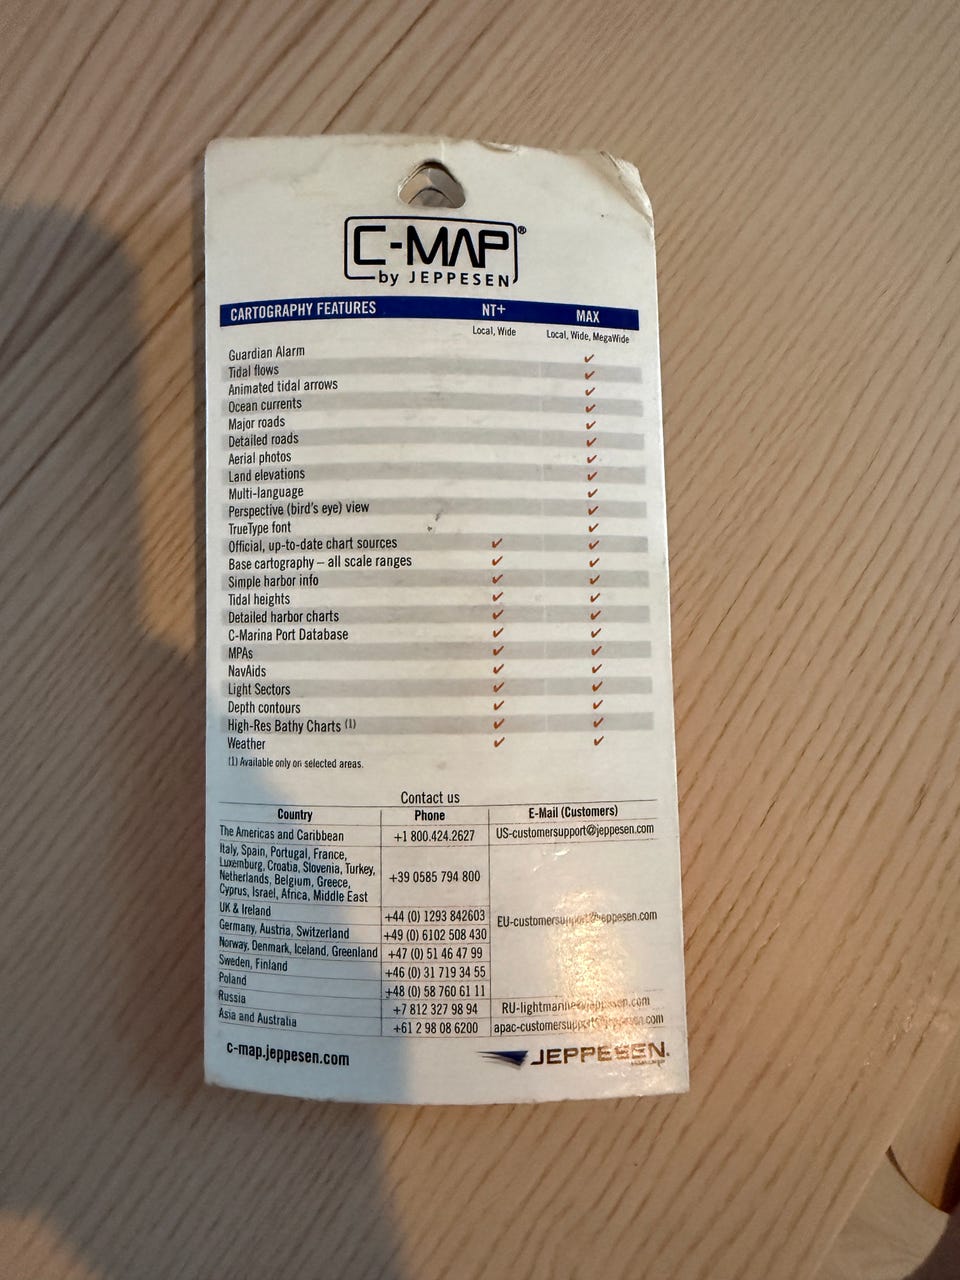 C-MAP®
by JEPPESEN
CARTOGRAPHY FEATURES NT+ MAX
Local, Wide Local, Wide, MegaWide
Guardian Alarm ✓
Tidal flows ✓
Animated tidal arrows ✓
Ocean currents ✓
Major roads ✓
Detailed roads ✓
Aerial photos ✓
Land elevations ✓
Multi-language ✓
Perspective (bird's eye) view ✓
TrueType font ✓
Official, up-to-date chart sources ✓ ✓
Base cartography – all scale ranges ✓ ✓
Simple harbor info ✓ ✓
Tidal heights ✓ ✓
Detailed harbor charts ✓ ✓
C-Marina Port Database ✓ ✓
MPAs ✓ ✓
NavAids ✓ ✓
Light Sectors ✓ ✓
Depth contours ✓ ✓
High-Res Bathy Charts (1) ✓ ✓
Weather ✓ ✓
(1) Available only on selected areas.
Contact us
Country Phone E-Mail (Customers)
The Americas and Caribbean +1 800.424.2627 US-customersupport@jeppesen.com
Italy, Spain, Portugal, France,
Luxemburg, Croatia, Slovenia, Turkey,
Netherlands, Belgium, Greece,
Cyprus, Israel, Africa, Middle East
+39 0585 794 800
UK & Ireland +44 (0) 1293 842603
EU-customersupport@jeppesen.com
Germany, Austria, Switzerland +49 (0) 6102 508 430
Norway, Denmark, Iceland, Greenland +47 (0) 51 46 47 99
Sweden, Finland +46 (0) 31 719 34 55
Poland +48 (0) 58 760 61 11
Russia +7 812 327 98 94
Asia and Australia +61 2 98 08 6200 apac-customersupport@jeppesen.com
c-map.jeppesen.com
JEPPESEN.